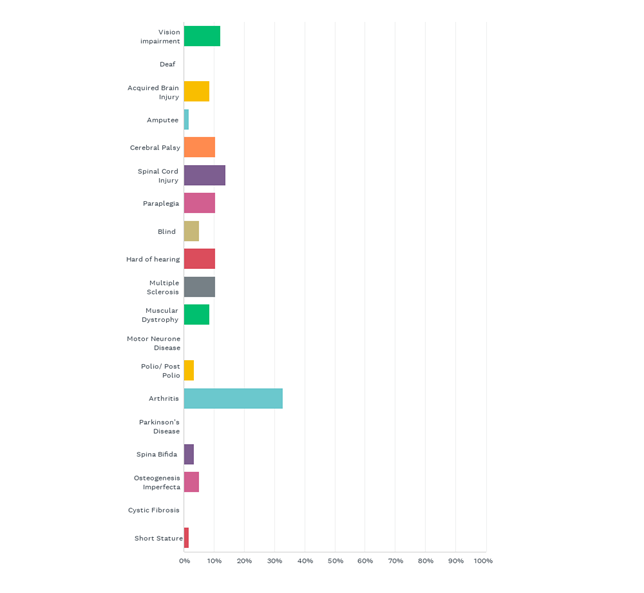 Vision
impairment
Deaf
Acquired Brain
Injury
Amputee
Cerebral Palsy
Spinal Cord
Injury
Paraplegia
Blind
Hard of hearing
Multiple
Sclerosis
Muscular
Dystrophy
Motor Neurone
Disease
Polio/ Post
Polio
Arthritis
Parkinson's
Disease
Spina Bifida
Osteogenesis
Imperfecta
Cystic Fibrosis
Short Stature
0% 10% 20% 30% 40% 50% 60% 70% 80% 90% 100%